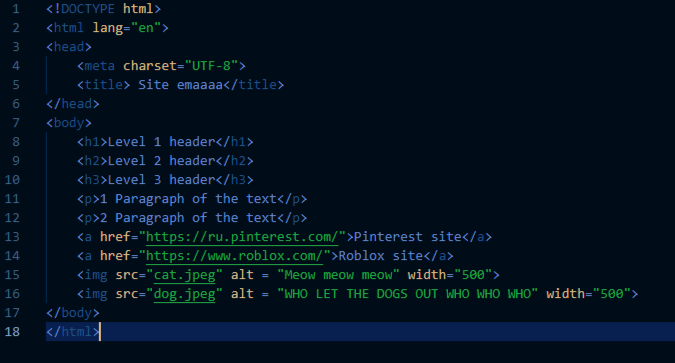 1 <!DOCTYPE html>
2 <html lang="en">
3 <head>
4     <meta charset="UTF-8">
5     <title> Site emaaaa</title>
6 </head>
7 <body>
8     <h1>Level 1 header</h1>
9     <h2>Level 2 header</h2>
10     <h3>Level 3 header</h3>
11     <p>1 Paragraph of the text</p>
12     <p>2 Paragraph of the text</p>
13     <a href="https://ru.pinterest.com/">Pinterest site</a>
14     <a href="https://www.roblox.com/">Roblox site</a>
15     <img src="cat.jpeg" alt = "Meow meow meow" width="500">
16     <img src="dog.jpeg" alt = "WHO LET THE DOGS OUT WHO WHO WHO" width="500">
17 </body>
18 </html>